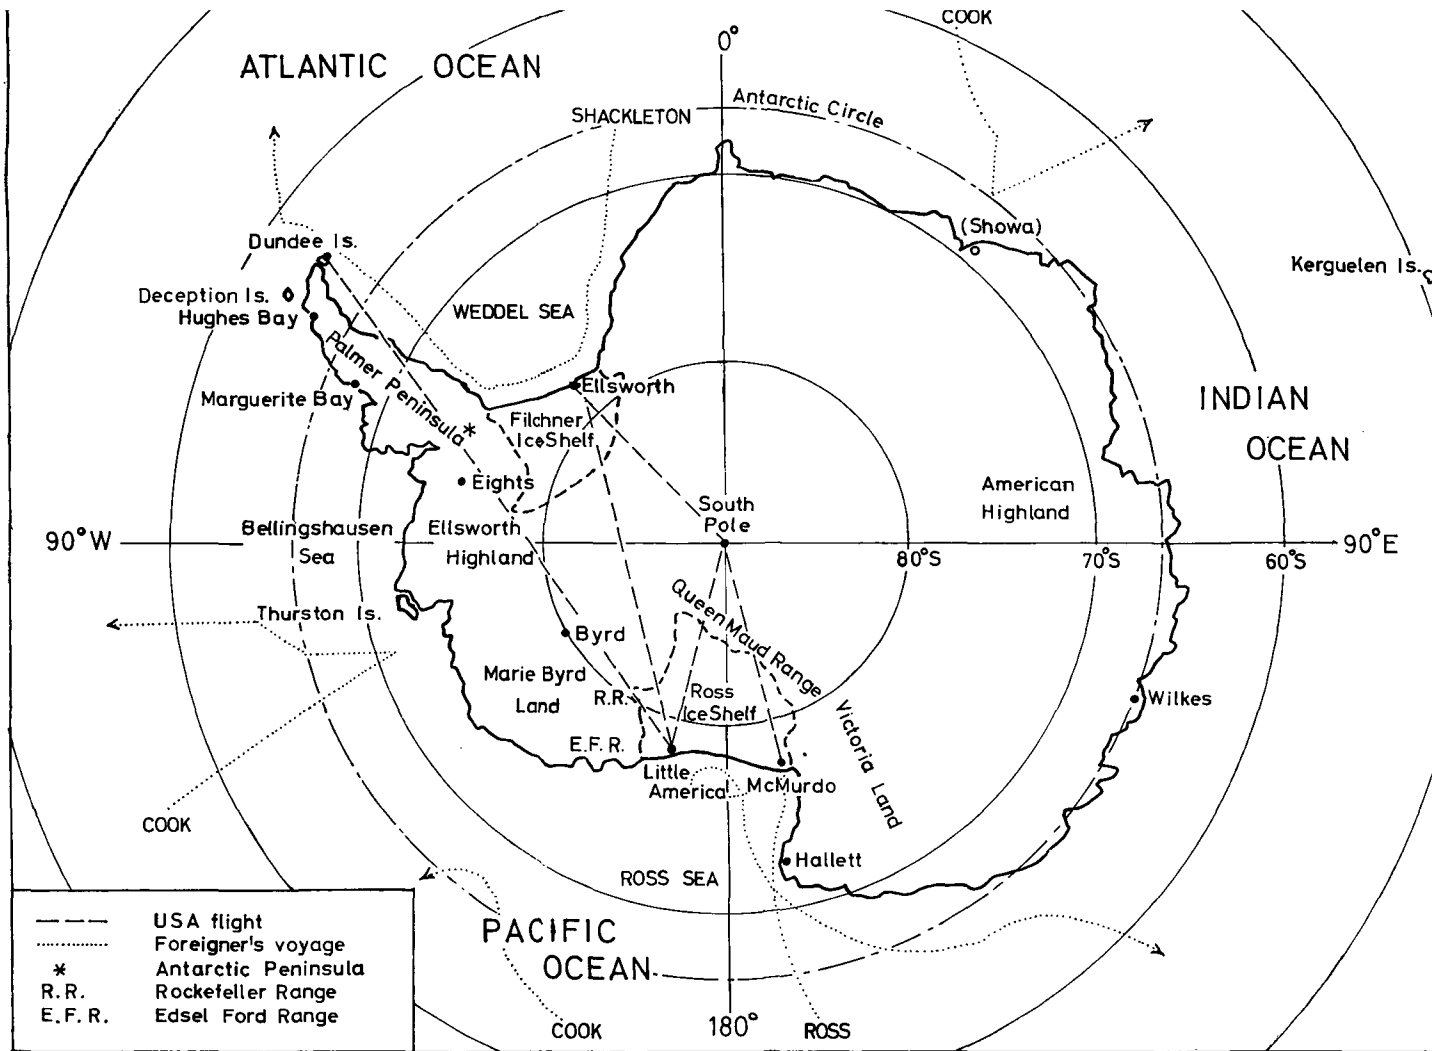 COOK
0°
ATLANTIC OCEAN
Antarctic Circle
SHACKLETON
(Showa)
Dundee Is.
Kerguelen Is.
Deception Is.
Hughes Bay
WEDDEL SEA
Palmer Peninsula*
Ellsworth
Marguerite Bay
INDIAN
OCEAN
Filchner
Ice Shelf
Eights
American
Highland
South
Pole
Bellingshausen
Sea
Ellsworth
Highland
90°W
80°S
70°S
60°S
90°E
Thurston Is.
Queen Maud Range
Byrd
Marie Byrd
Land
R.R.
Ross
Ice Shelf
Wilkes
Victoria Land
E.F.R.
Little
America
McMurdo
COOK
Hallett
ROSS SEA
PACIFIC
OCEAN
USA flight
Foreigner's voyage
* Antarctic Peninsula
R.R. Rockefeller Range
E.F.R. Edsel Ford Range
COOK
180°
ROSS